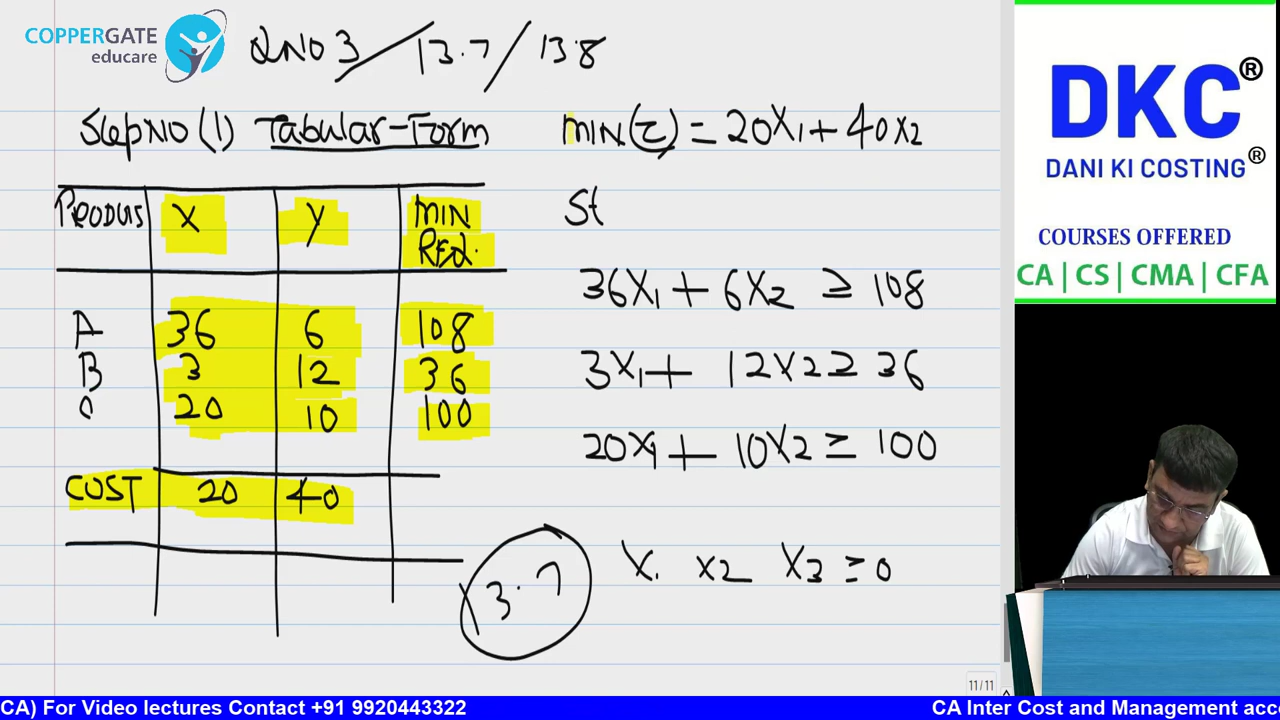 COPPERGATE
educare
QNO 3 / 13.7 / 13.8
Step NO (1) Tabular-Form
MIN(Z) = 20X1 + 40X2
X Y MIN
REQ.
St
36X1 + 6X2 ≥ 108
A 36 6 108
B 3 12 36
3X1 + 12X2 ≥ 36
20 10 100
20X1 + 10X2 ≥ 100
COST 20 40
13.7
X1 X2 X3 ≥ 0
DKC®
DANI KI COSTING®
COURSES OFFERED
CA | CS | CMA | CFA
11/11
CA) For Video lectures Contact +91 9920443322
CA Inter Cost and Management acc